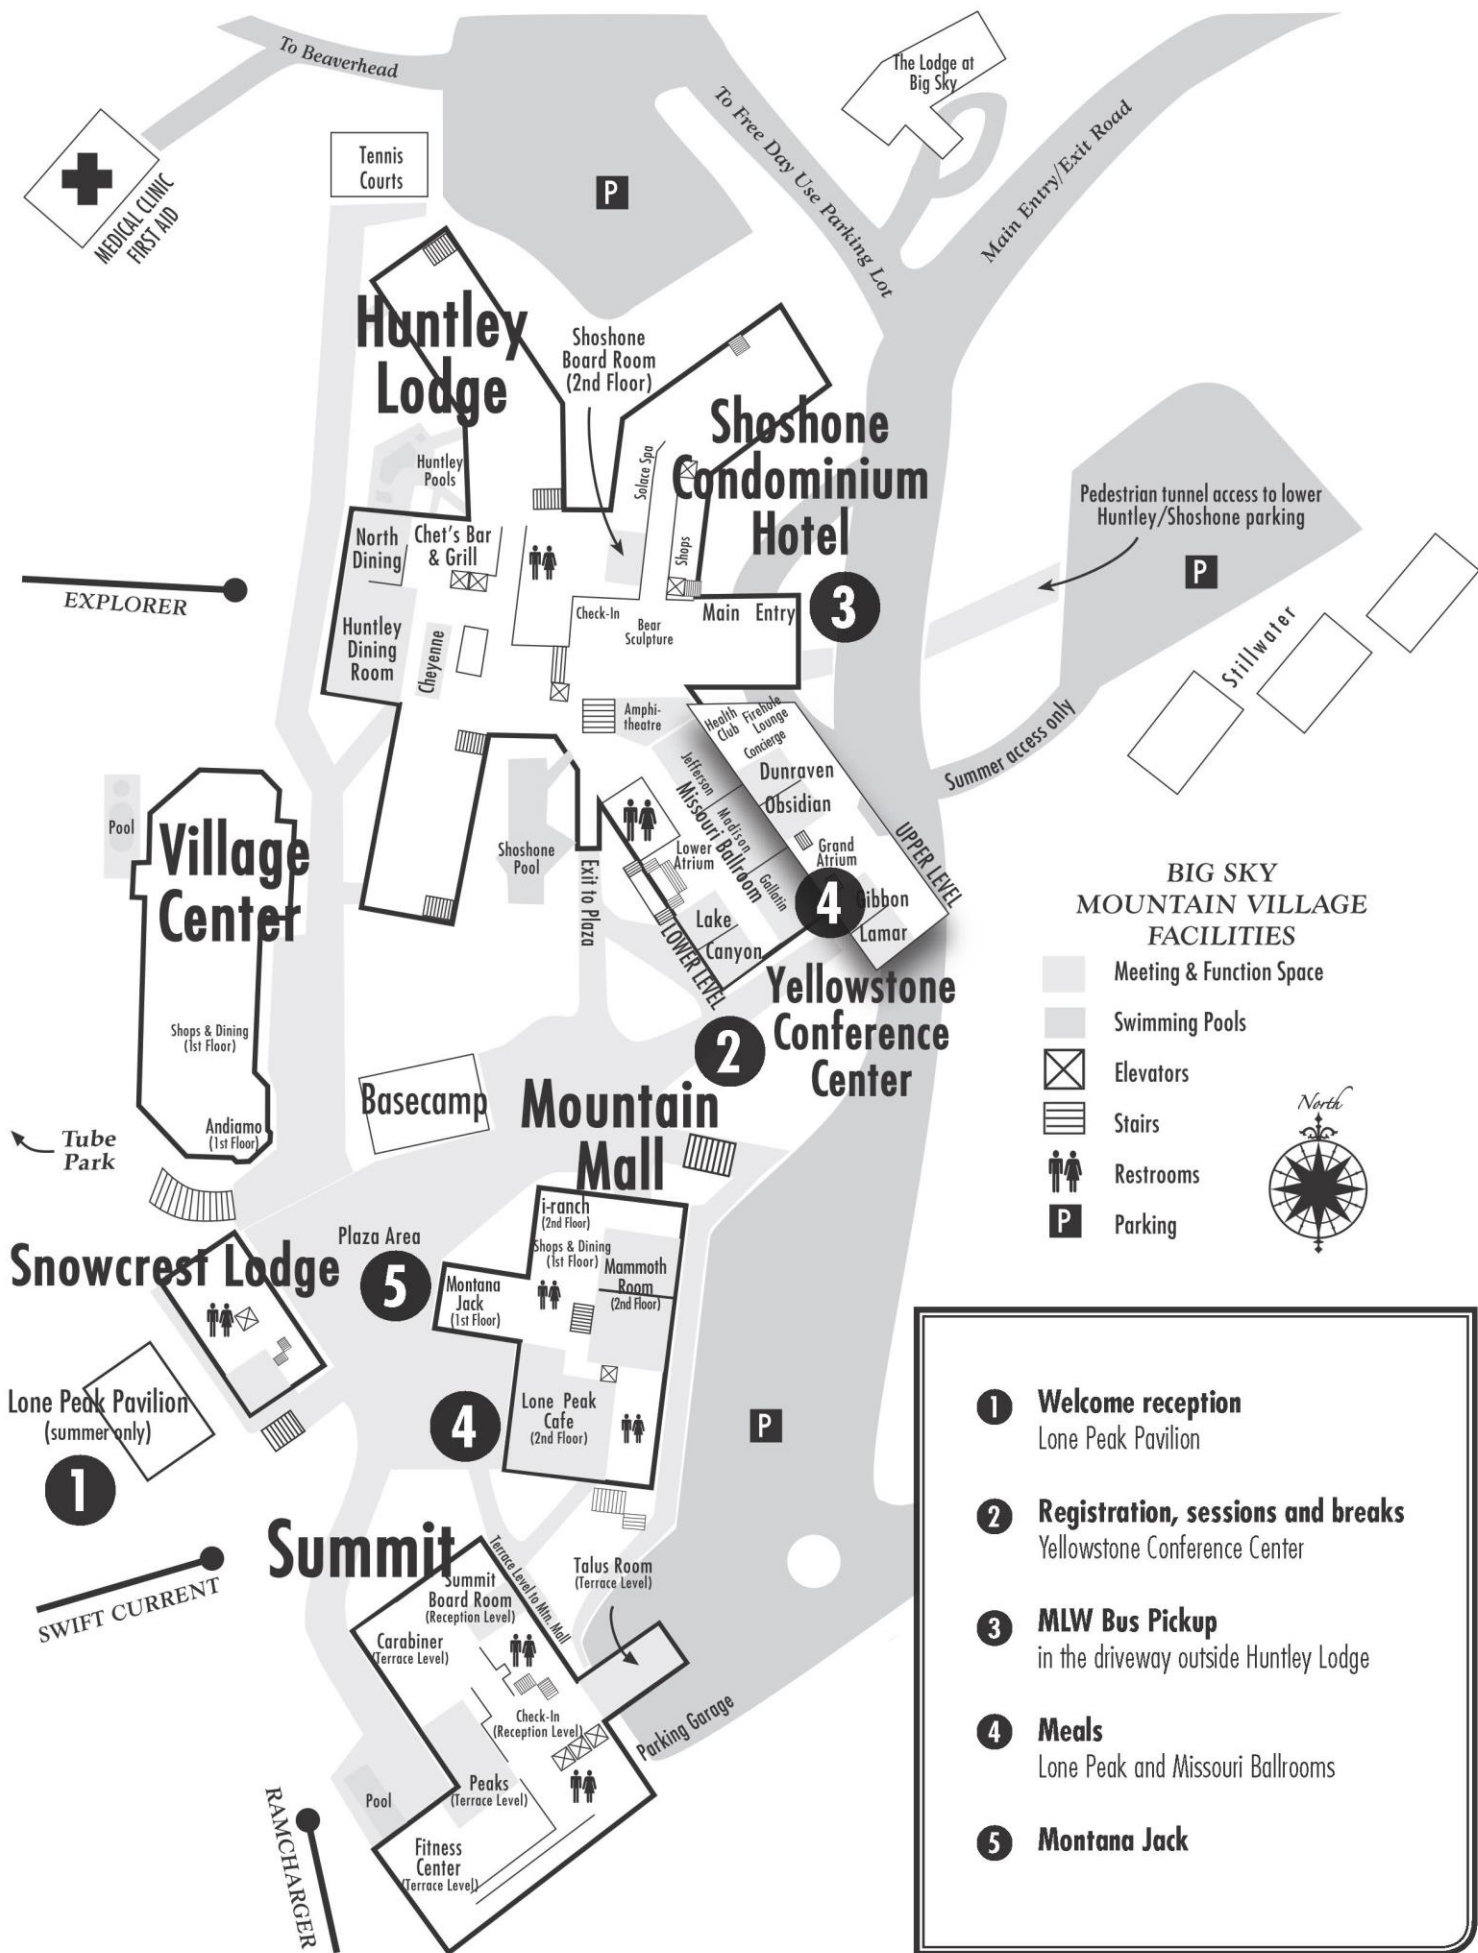 To Beaverhead
The Lodge at
Big Sky
To Free Day Use Parking Lot
Main Entry/Exit Road
MEDICAL CLINIC
FIRST AID
Tennis
Courts
P
Huntley
Lodge
Shoshone
Board Room
(2nd Floor)
Shoshone
Condominium
Hotel
3
Huntley
Pools
Solace Spa
Shops
North
Dining
Chet's Bar
& Grill
EXPLORER
Huntley
Dining
Room
Cheyenne
Check-In
Bear
Sculpture
Main Entry
Pedestrian tunnel access to lower
Huntley/Shoshone parking
P
Stillwater
Summer access only
Amphi-
theatre
Health
Club
Firehole
Lounge
Concierge
Jefferson
Missouri Ballroom
Madison
Gallatin
Dunraven
Obsidian
Grand
Atrium
UPPER LEVEL
4
Gibbon
Lamar
Lower
Atrium
Lake
Canyon
LOWER LEVEL
Exit to Plaza
Shoshone
Pool
Pool
Village
Center
Shops & Dining
(1st Floor)
Andiamo
(1st Floor)
Yellowstone
Conference
Center
2
Basecamp
Mountain
Mall
Tube
Park
BIG SKY
MOUNTAIN VILLAGE
FACILITIES
Meeting & Function Space
Swimming Pools
Elevators
Stairs
Restrooms
P
Parking
North
Plaza Area
5
Snowcrest Lodge
i-ranch
(2nd Floor)
Shops & Dining
(1st Floor)
Mammoth
Room
(2nd Floor)
Montana
Jack
(1st Floor)
Lone Peak Pavilion
(summer only)
1
4
Lone Peak
Cafe
(2nd Floor)
P
SWIFT CURRENT
Summit
Terrace Level to Mtn. Mall
Talus Room
(Terrace Level)
Summit
Board Room
(Reception Level)
Carabiner
(Terrace Level)
Check-In
(Reception Level)
Parking Garage
Peaks
(Terrace Level)
Pool
Fitness
Center
(Terrace Level)
RAMCHARGER
1 Welcome reception
Lone Peak Pavilion
2 Registration, sessions and breaks
Yellowstone Conference Center
3 MLW Bus Pickup
in the driveway outside Huntley Lodge
4 Meals
Lone Peak and Missouri Ballrooms
5 Montana Jack